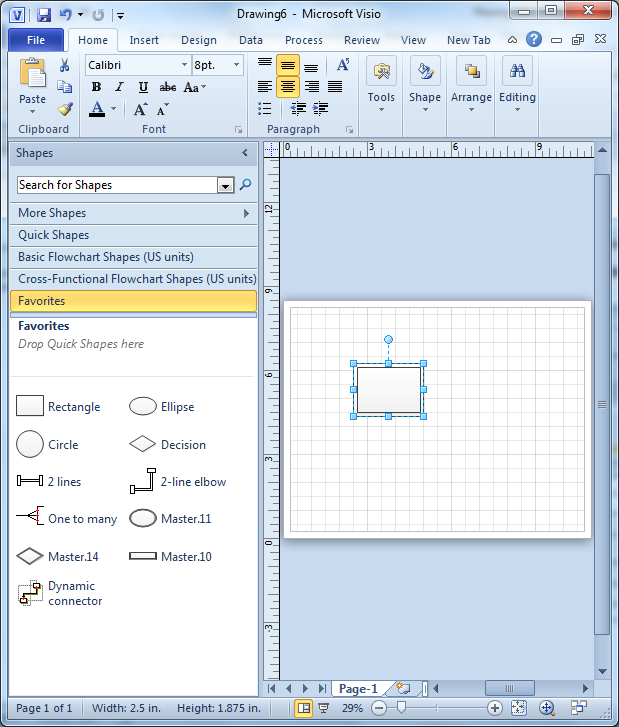 Drawing6 - Microsoft Visio
File Home Insert Design Data Process Review View New Tab
Calibri 8pt.
Paste
B I U abc Aa
A A A
Tools Shape Arrange Editing
Clipboard Font Paragraph
Shapes
Search for Shapes
More Shapes
Quick Shapes
Basic Flowchart Shapes (US units)
Cross-Functional Flowchart Shapes (US units)
Favorites
Favorites
Drop Quick Shapes here
Rectangle Ellipse
Circle Decision
2 lines 2-line elbow
One to many Master.11
Master.14 Master.10
Dynamic
connector
0 3 6 9
12
9
6
3
0
-3
Page-1
Page 1 of 1 Width: 2.5 in. Height: 1.875 in. 29%